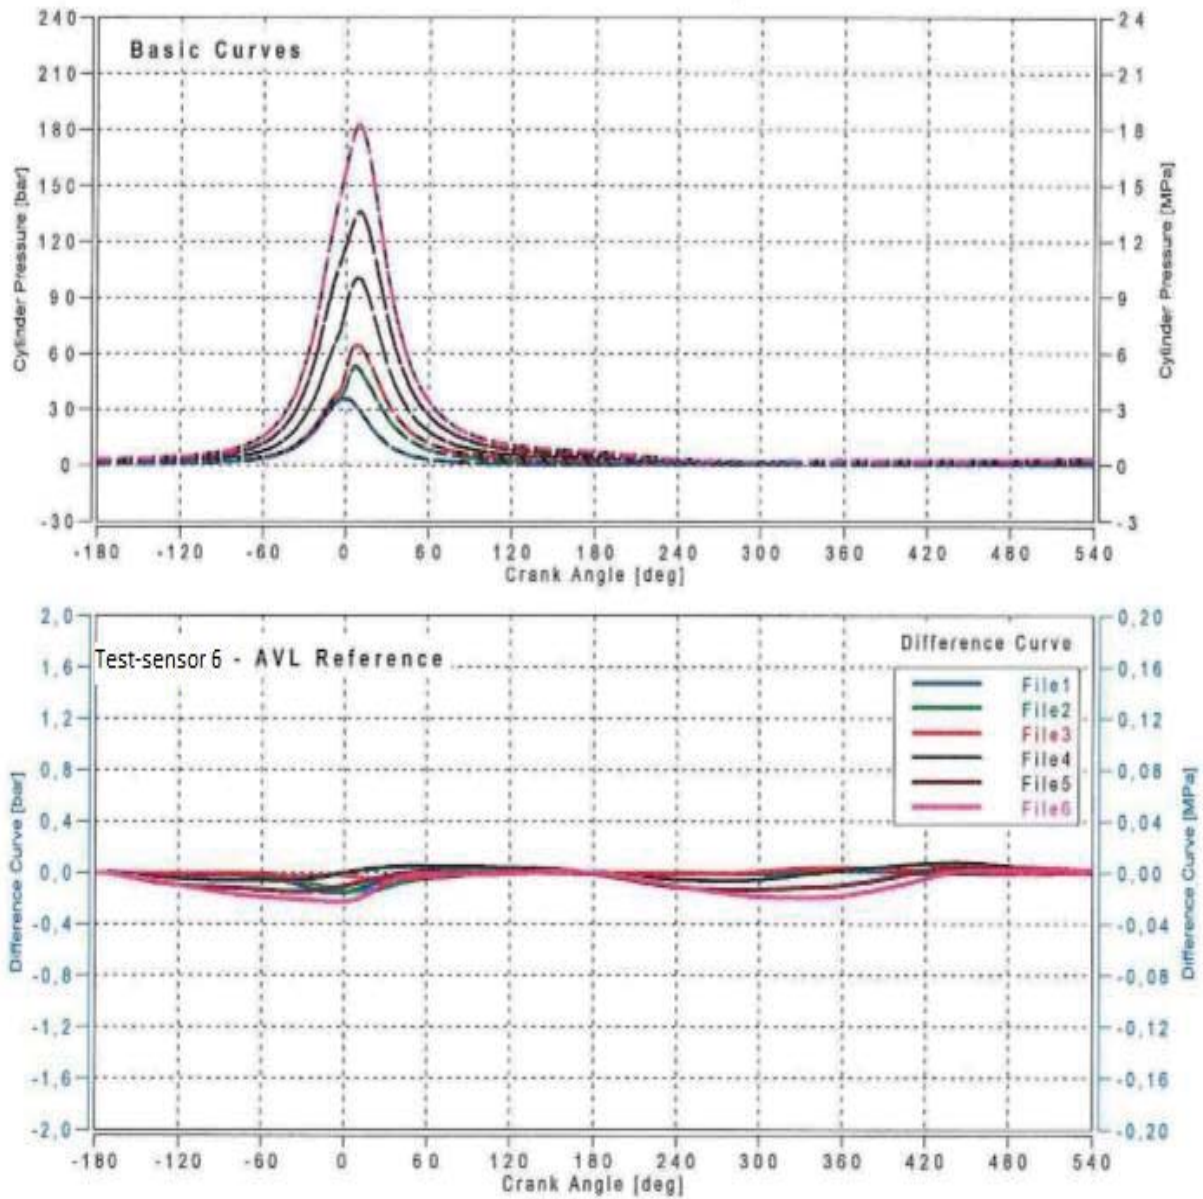 240
24
Basic Curves
210
21
180
18
150
15
120
12
90
9
60
6
30
3
0
0
-30
-3
Cylinder Pressure [bar]
Cylinder Pressure [MPa]
-180 -120 -60 0 60 120 180 240 300 360 420 480 540
Crank Angle [deg]
2,0
0,20
Test-sensor 6 - AVL Reference
Difference Curve
1,6
0,16
File1
File2
1,2
0,12
File3
File4
0,8
0,08
File5
File6
0,4
0,04
0,0
0,00
-0,4
-0,04
-0,8
-0,08
-1,2
-0,12
-1,6
-0,16
-2,0
-0,20
Difference Curve [bar]
Difference Curve [MPa]
-180 -120 -60 0 60 120 180 240 300 360 420 480 540
Crank Angle [deg]